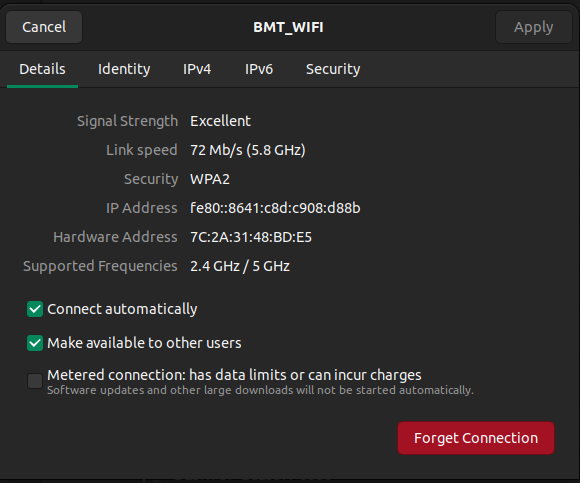 Cancel BMT_WIFI Apply
Details Identity IPv4 IPv6 Security
Signal Strength Excellent
Link speed 72 Mb/s (5.8 GHz)
Security WPA2
IP Address fe80::8641:c8d:c908:d88b
Hardware Address 7C:2A:31:48:BD:E5
Supported Frequencies 2.4 GHz / 5 GHz
Connect automatically
Make available to other users
Metered connection: has data limits or can incur charges
Software updates and other large downloads will not be started automatically.
Forget Connection